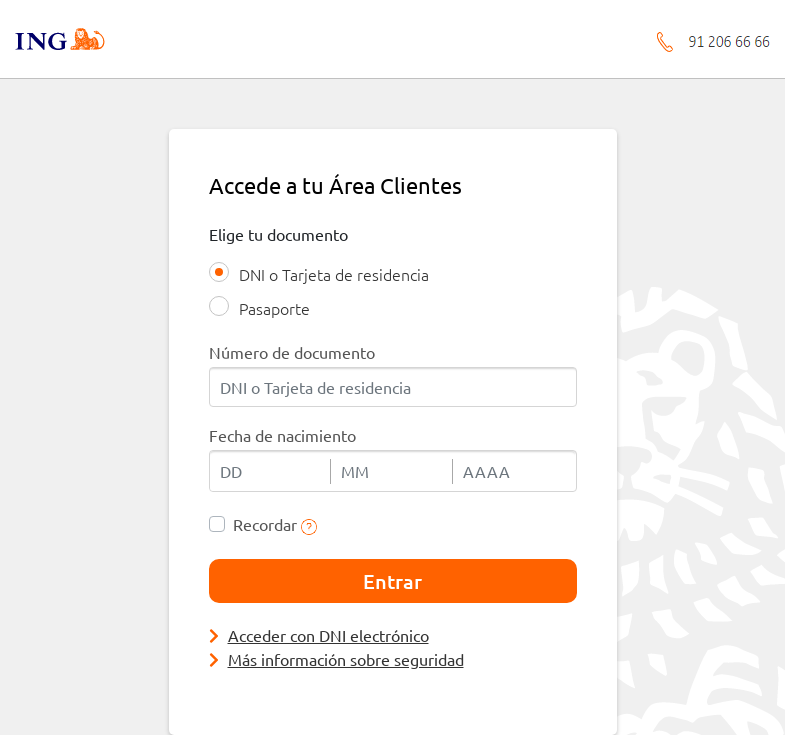 ING
91 206 66 66
Accede a tu Área Clientes
Elige tu documento
DNI o Tarjeta de residencia
Pasaporte
Número de documento
DNI o Tarjeta de residencia
Fecha de nacimiento
DD MM AAAA
Recordar ?
Entrar
Acceder con DNI electrónico
Más información sobre seguridad